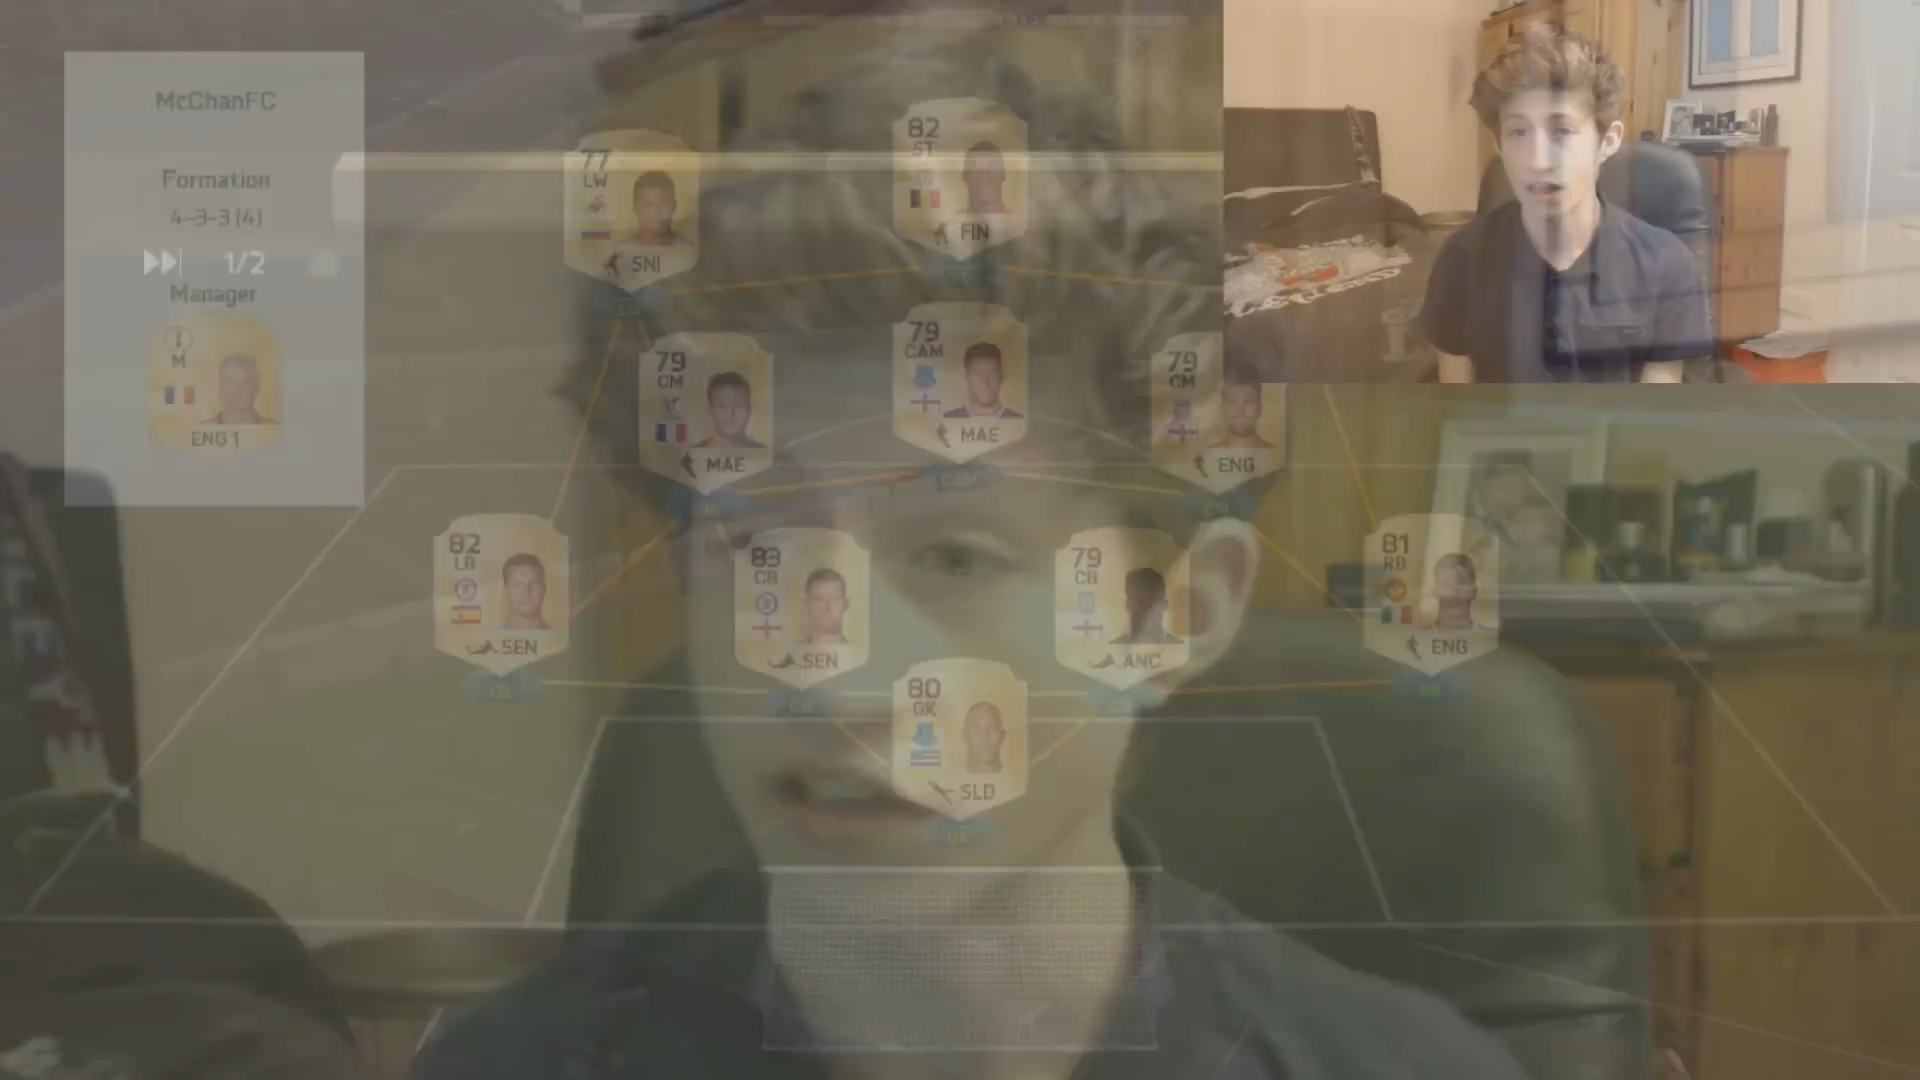 McChanFC
Formation
4-3-3 (4)
1/2
Manager
M
ENG 1
77
LW
SNI
82
ST
FIN
79
CM
MAE
79
CAM
MAE
79
CM
ENG
82
LB
SEN
83
CB
SEN
79
CB
ANC
81
RB
ENG
80
GK
SLD